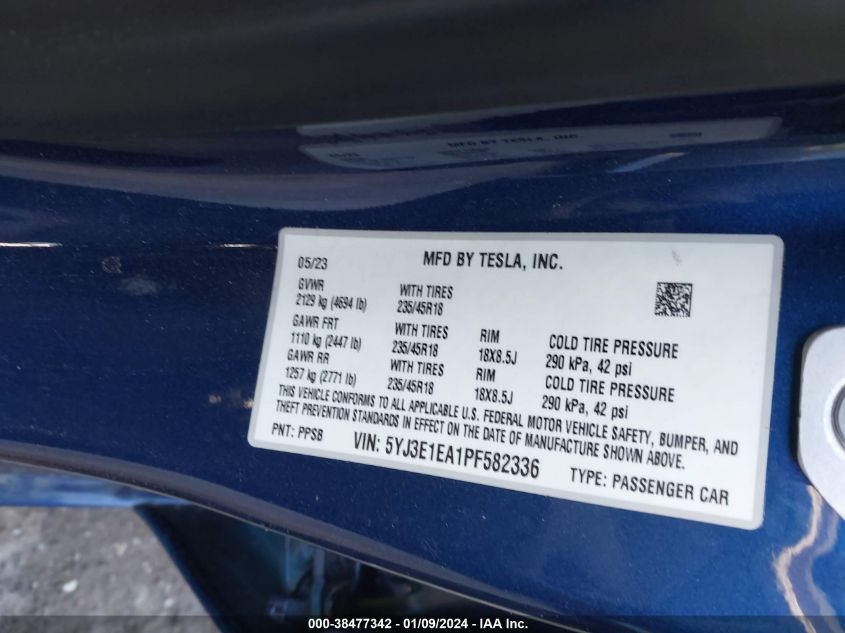 MFD BY TESLA, INC
05/23
MFD BY TESLA, INC.
GVWR
2129 kg (4694 lb)
WITH TIRES
235/45R18
GAWR FRT
1110 kg (2447 lb)
WITH TIRES
235/45R18
RIM
18X8.5J
COLD TIRE PRESSURE
290 kPa, 42 psi
GAWR RR
1257 kg (2771 lb)
WITH TIRES
235/45R18
RIM
18X8.5J
COLD TIRE PRESSURE
290 kPa, 42 psi
THIS VEHICLE CONFORMS TO ALL APPLICABLE U.S. FEDERAL MOTOR VEHICLE SAFETY, BUMPER, AND
THEFT PREVENTION STANDARDS IN EFFECT ON THE DATE OF MANUFACTURE SHOWN ABOVE.
PNT: PPSB
VIN: 5YJ3E1EA1PF582336
TYPE: PASSENGER CAR
000-38477342 - 01/09/2024 - IAA Inc.